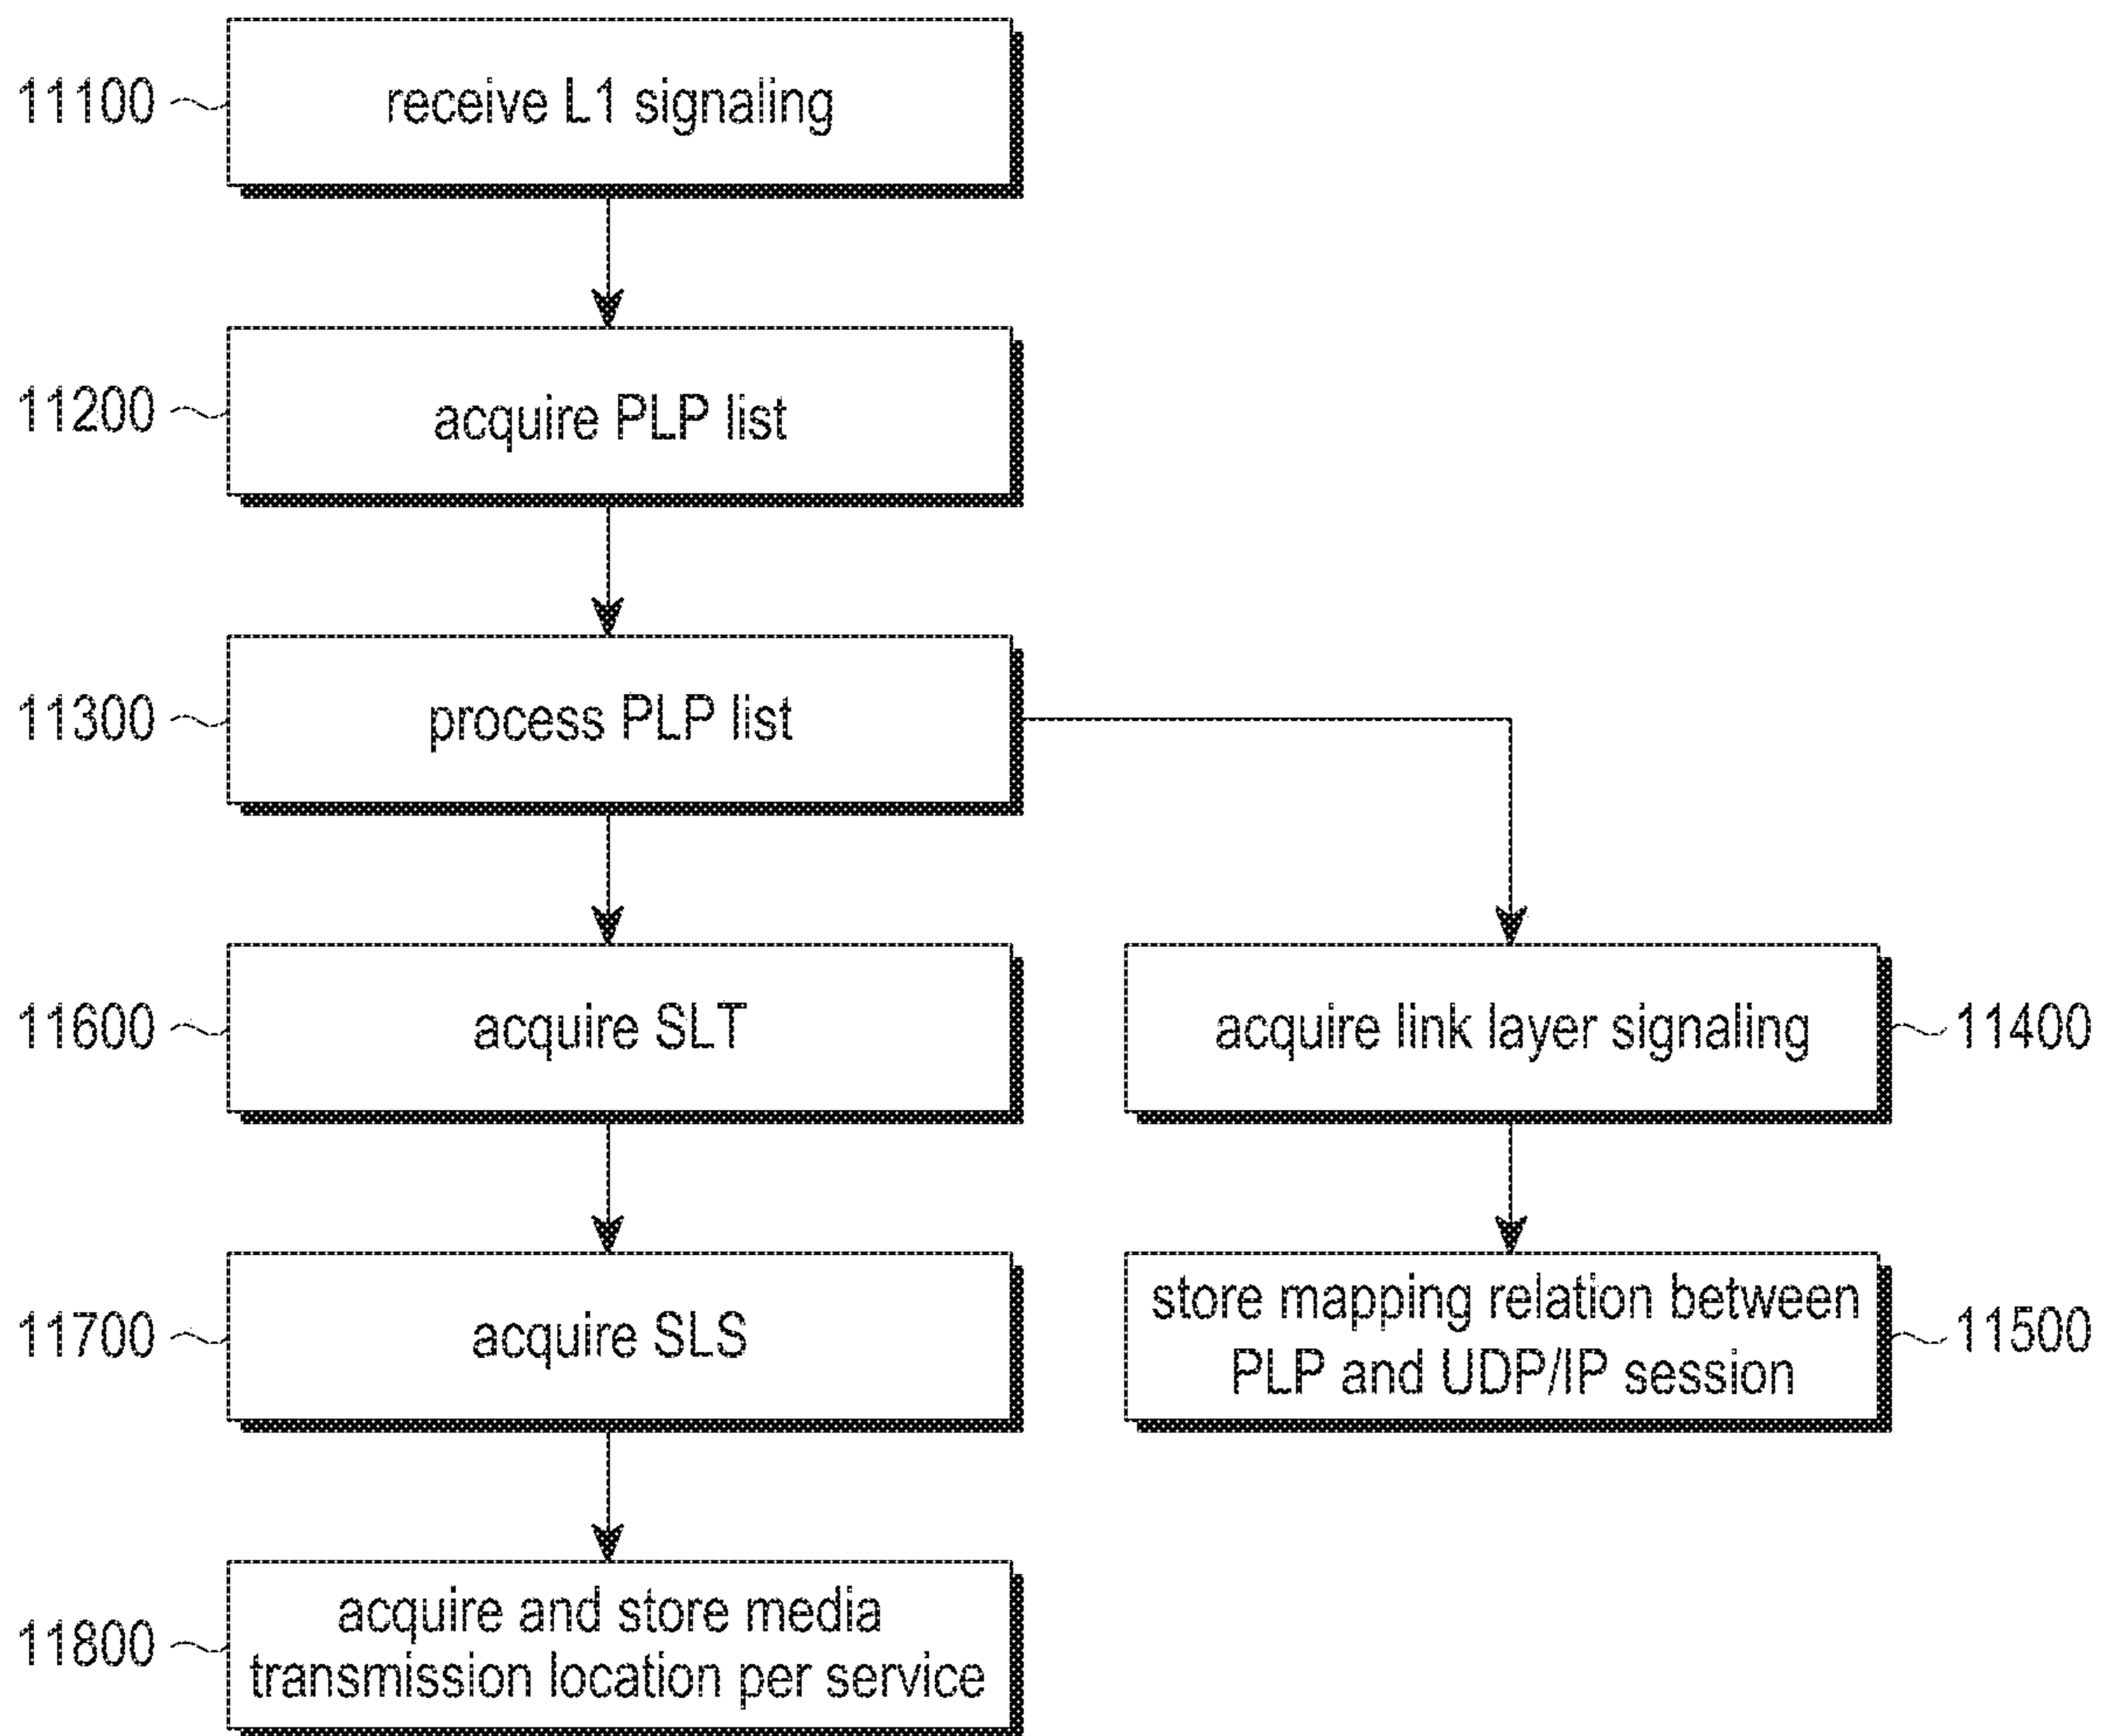 11100
receive L1 signaling
11200
acquire PLP list
11300
process PLP list
11600
acquire SLT
acquire link layer signaling
11400
11700
acquire SLS
store mapping relation between
PLP and UDP/IP session
11500
11800
acquire and store media
transmission location per service